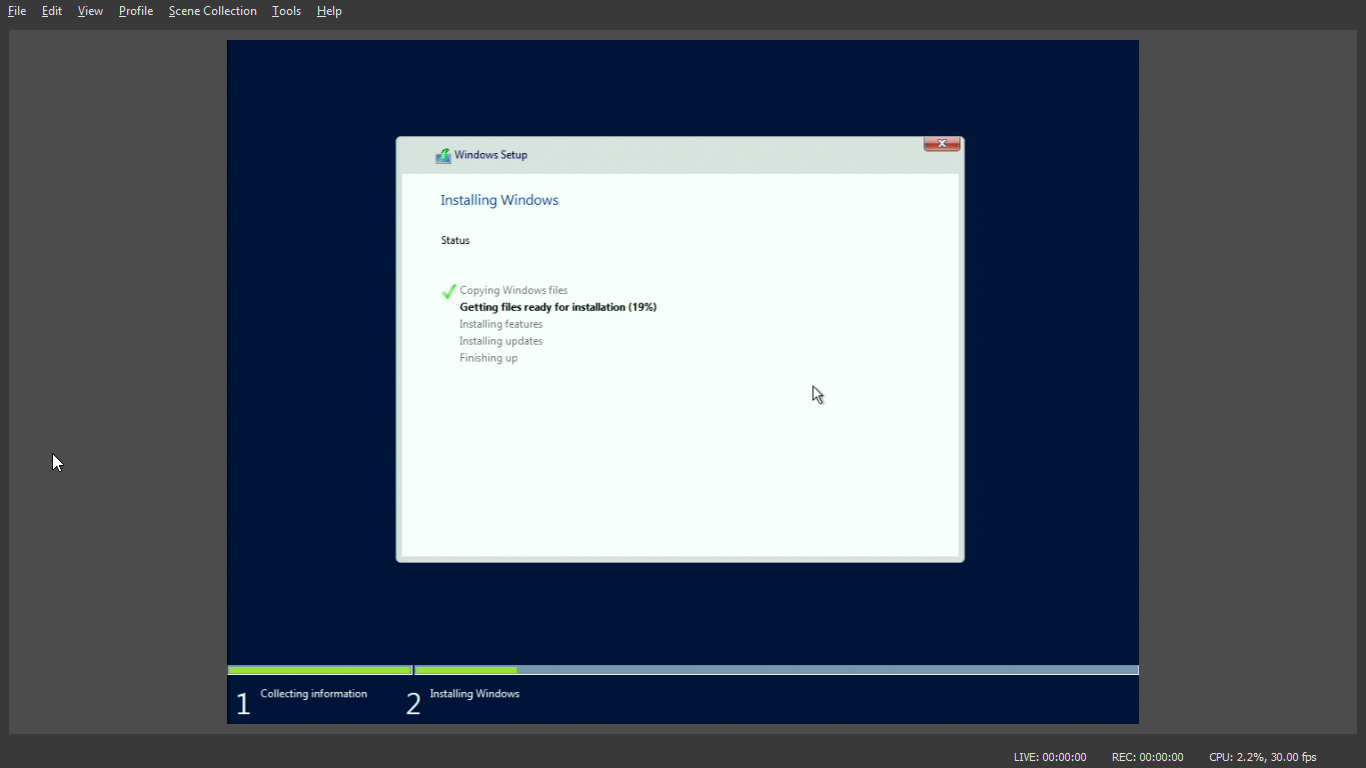 File Edit View Profile Scene Collection Tools Help
Windows Setup
Installing Windows
Status
Copying Windows files
Getting files ready for installation (19%)
Installing features
Installing updates
Finishing up
1 Collecting information 2 Installing Windows
LIVE: 00:00:00 REC: 00:00:00 CPU: 2.2%, 30.00 fps